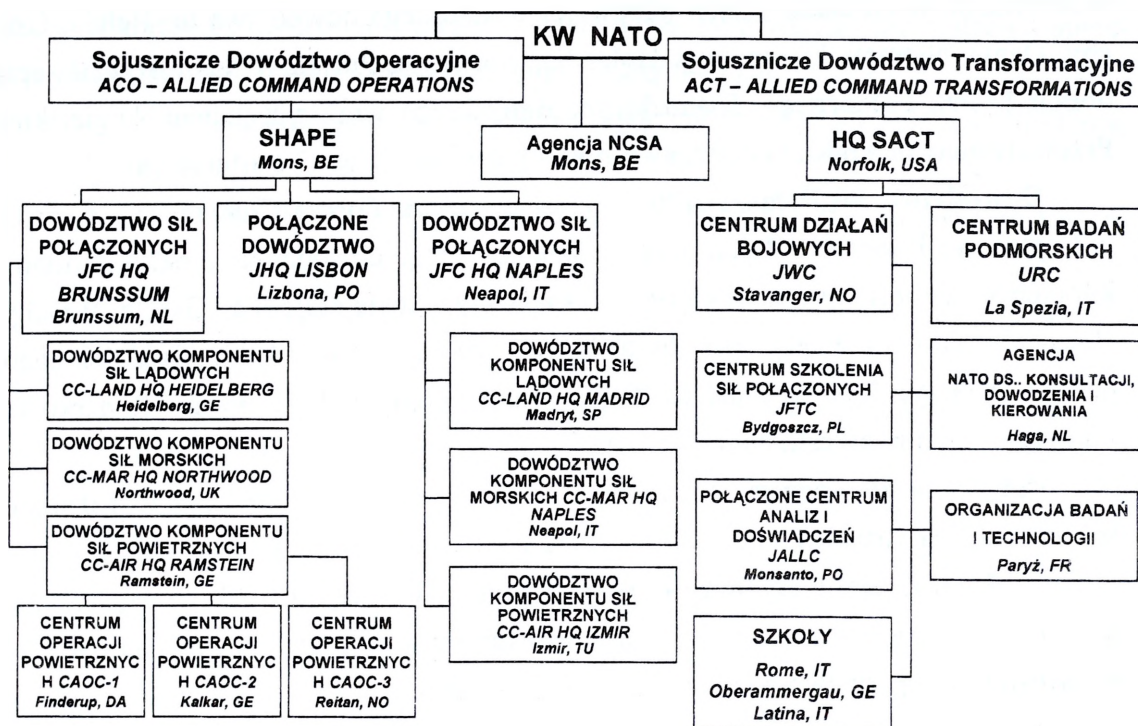 KW NATO
Sojusznicze Dowództwo Operacyjne
ACO – ALLIED COMMAND OPERATIONS
Sojusznicze Dowództwo Transformacyjne
ACT – ALLIED COMMAND TRANSFORMATIONS
SHAPE
Mons, BE
Agencja NCSA
Mons, BE
HQ SACT
Norfolk, USA
DOWÓDZTWO SIŁ
POŁĄCZONYCH
JFC HQ
BRUNSSUM
Brunssum, NL
POŁĄCZONE
DOWÓDZTWO
JHQ LISBON
Lizbona, PO
DOWÓDZTWO SIŁ
POŁĄCZONYCH
JFC HQ NAPLES
Neapol, IT
CENTRUM DZIAŁAŃ
BOJOWYCH
JWC
Stavanger, NO
CENTRUM BADAŃ
PODMORSKICH
URC
La Spezia, IT
DOWÓDZTWO KOMPONENTU
SIŁ LĄDOWYCH
CC-LAND HQ HEIDELBERG
Heidelberg, GE
DOWÓDZTWO KOMPONENTU
SIŁ MORSKICH
CC-MAR HQ NORTHWOOD
Northwood, UK
DOWÓDZTWO KOMPONENTU
SIŁ POWIETRZNYCH
CC-AIR HQ RAMSTEIN
Ramstein, GE
CENTRUM
OPERACJI
POWIETRZNYC
H CAOC-1
Finderup, DA
CENTRUM
OPERACJI
POWIETRZNYC
H CAOC-2
Kalkar, GE
CENTRUM
OPERACJI
POWIETRZNYC
H CAOC-3
Reitan, NO
DOWÓDZTWO
KOMPONENTU SIŁ
LĄDOWYCH
CC-LAND HQ MADRID
Madryt, SP
DOWÓDZTWO
KOMPONENTU SIŁ
MORSKICH CC-MAR HQ
NAPLES
Neapol, IT
DOWÓDZTWO
KOMPONENTU SIŁ
POWIETRZNYCH
CC-AIR HQ IZMIR
Izmir, TU
CENTRUM SZKOLENIA
SIŁ POŁĄCZONYCH
JFTC
Bydgoszcz, PL
POŁĄCZONE CENTRUM
ANALIZ I
DOŚWIADCZEŃ
JALLC
Monsanto, PO
SZKOŁY
Rome, IT
Oberammergau, GE
Latina, IT
AGENCJA
NATO DS.. KONSULTACJI,
DOWODZENIA I
KIEROWANIA
Haga, NL
ORGANIZACJA BADAŃ
I TECHNOLOGII
Paryż, FR